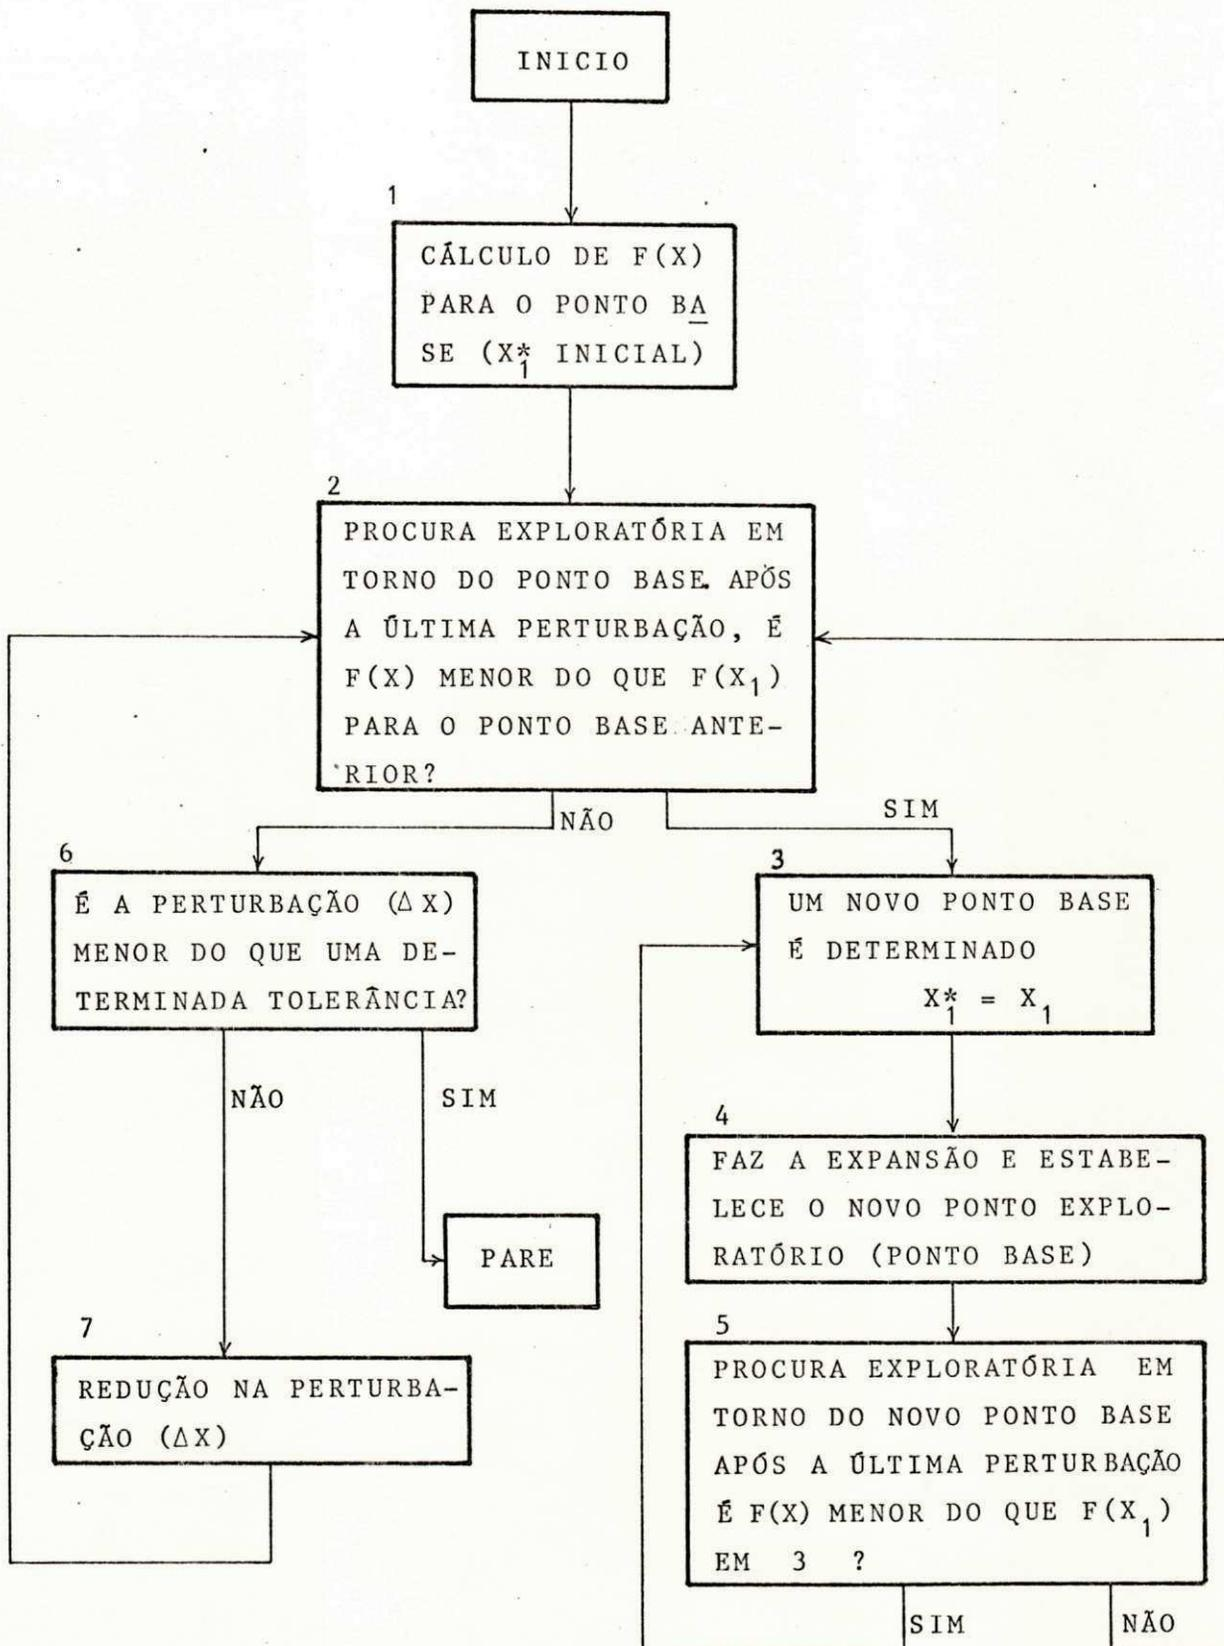 INICIO
1
CÁLCULO DE F(X)
PARA O PONTO BA
SE (X*1 INICIAL)
2
PROCURA EXPLORATÓRIA EM
TORNO DO PONTO BASE. APÓS
A ÚLTIMA PERTURBAÇÃO, É
F(X) MENOR DO QUE F(X1)
PARA O PONTO BASE ANTE-
RIOR?
NÃO
SIM
6
É A PERTURBAÇÃO (Δ X)
MENOR DO QUE UMA DE-
TERMINADA TOLERÂNCIA?
3
UM NOVO PONTO BASE
É DETERMINADO
X*1 = X1
NÃO
SIM
4
FAZ A EXPANSÃO E ESTABE-
LECE O NOVO PONTO EXPLO-
RATÓRIO (PONTO BASE)
PARE
7
REDUÇÃO NA PERTURBA-
ÇÃO (ΔX)
5
PROCURA EXPLORATÓRIA EM
TORNO DO NOVO PONTO BASE
APÓS A ÚLTIMA PERTURBAÇÃO
É F(X) MENOR DO QUE F(X1)
EM 3 ?
SIM
NÃO